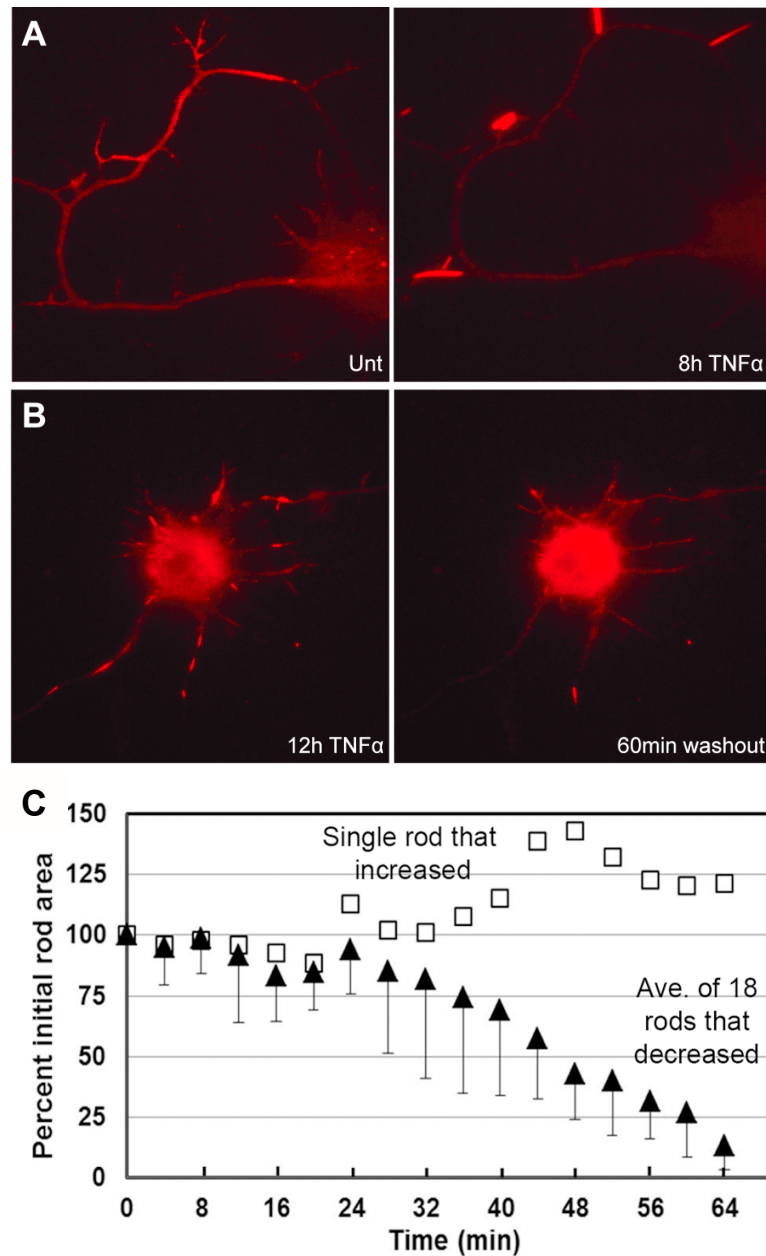 A
Unt
8h TNFα
B
12h TNFα
60min washout
C
150
125
100
75
50
25
0
Percent initial rod area
Single rod that
increased
Ave. of 18
rods that
decreased
0 8 16 24 32 40 48 56 64
Time (min)